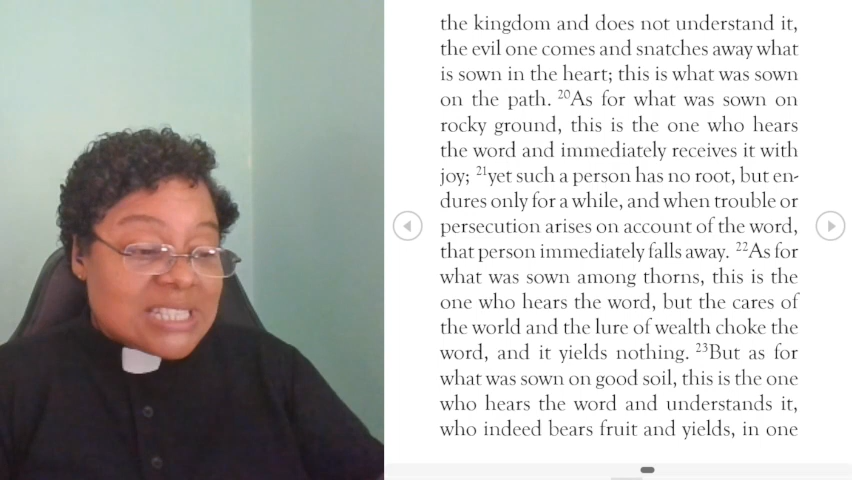 the kingdom and does not understand it,
the evil one comes and snatches away what
is sown in the heart; this is what was sown
on the path. ²⁰As for what was sown on
rocky ground, this is the one who hears
the word and immediately receives it with
joy; ²¹yet such a person has no root, but en-
dures only for a while, and when trouble or
persecution arises on account of the word,
that person immediately falls away. ²²As for
what was sown among thorns, this is the
one who hears the word, but the cares of
the world and the lure of wealth choke the
word, and it yields nothing. ²³But as for
what was sown on good soil, this is the one
who hears the word and understands it,
who indeed bears fruit and yields, in one